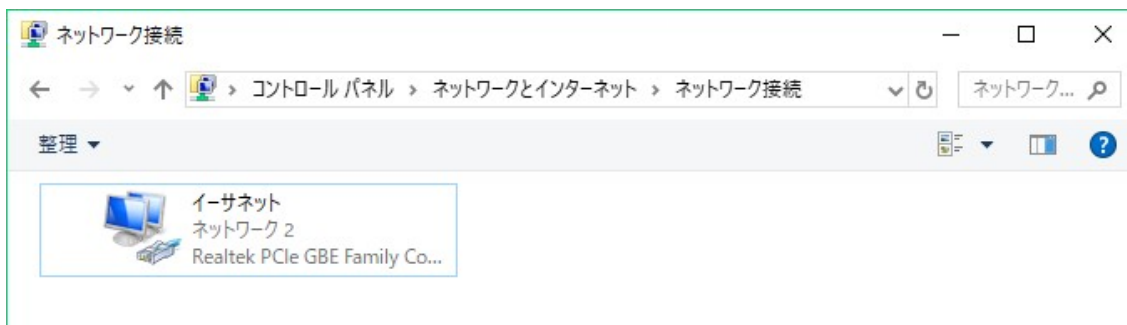 ネットワーク接続
コントロール パネル › ネットワークとインターネット › ネットワーク接続
ネットワーク...
整理
イーサネット
ネットワーク 2
Realtek PCIe GBE Family Co...